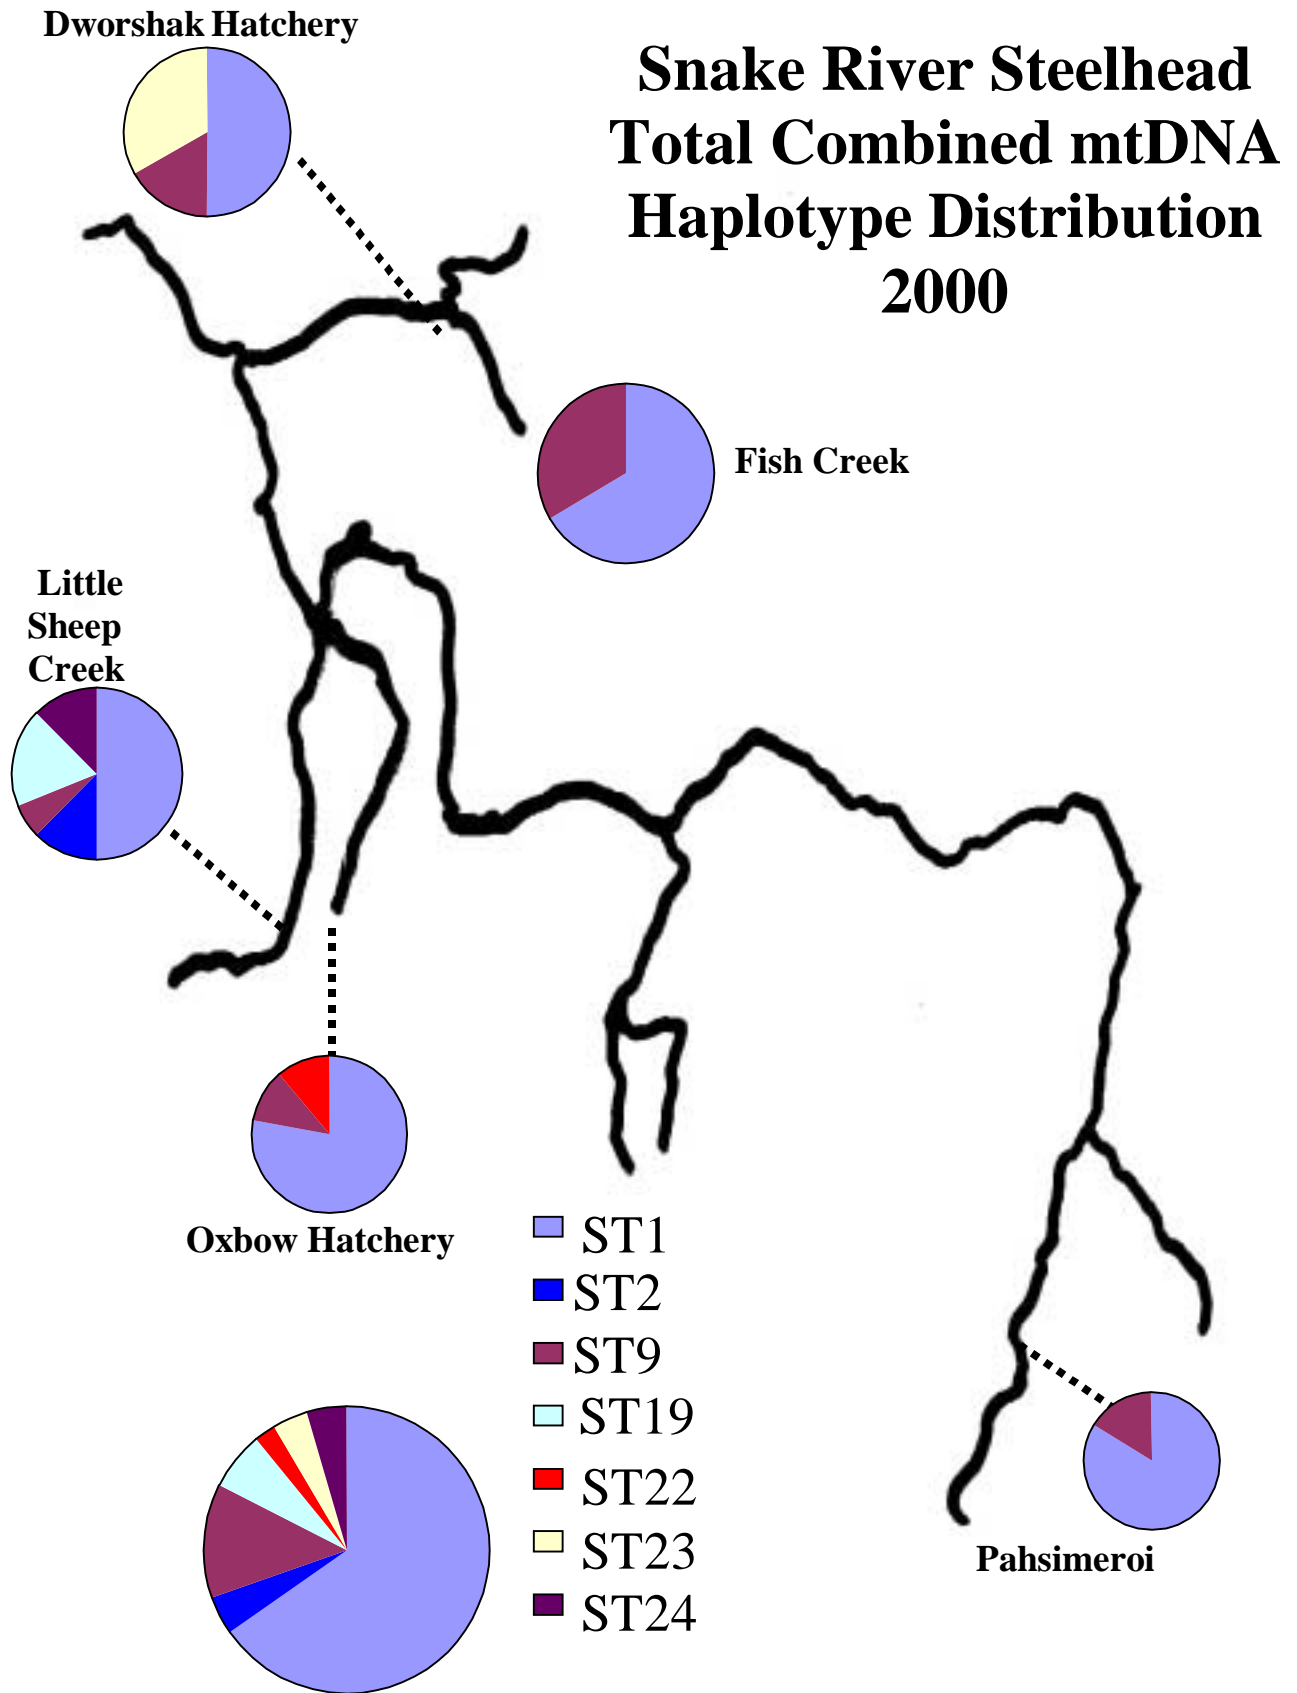 Dworshak Hatchery
Snake River Steelhead
Total Combined mtDNA
Haplotype Distribution
2000
Fish Creek
Little
Sheep
Creek
Oxbow Hatchery
ST1
ST2
ST9
ST19
ST22
ST23
ST24
Pahsimeroi